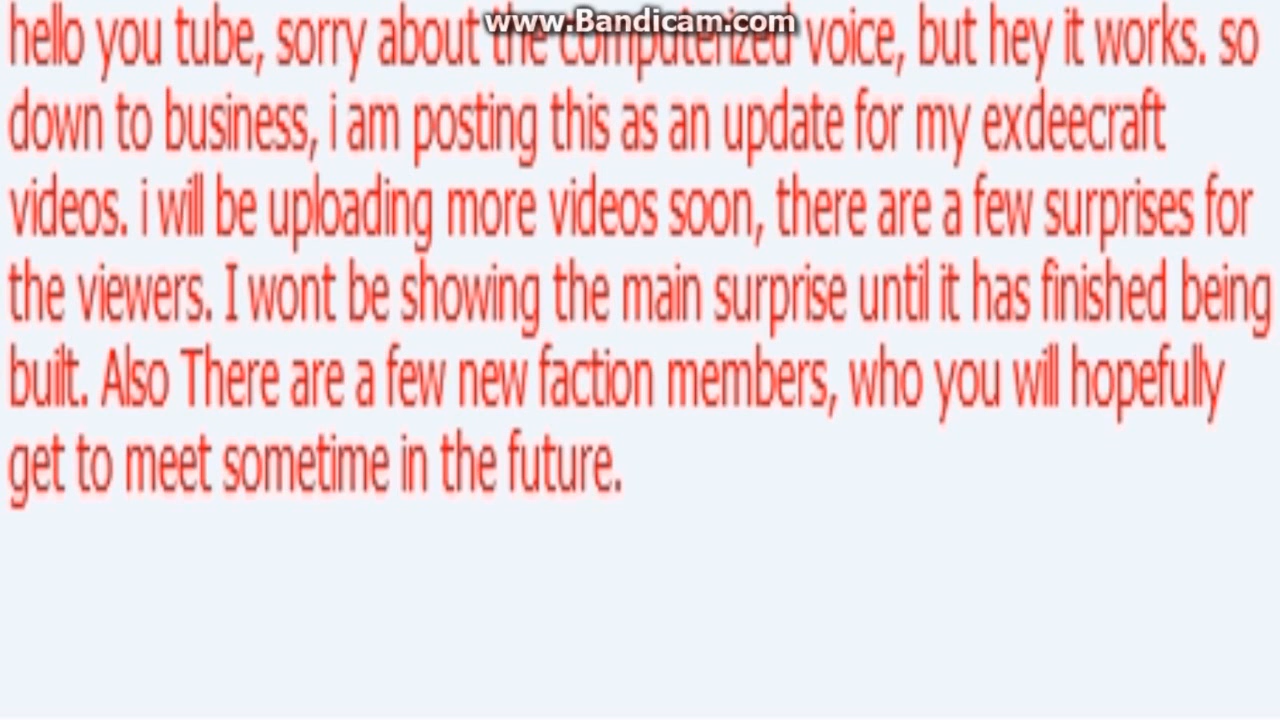 www.Bandicam.com
hello you tube, sorry about the computerized voice, but hey it works. so
down to business, i am posting this as an update for my exdeecraft
videos. i will be uploading more videos soon, there are a few surprises for
the viewers. I wont be showing the main surprise until it has finished being
built. Also There are a few new faction members, who you will hopefully
get to meet sometime in the future.